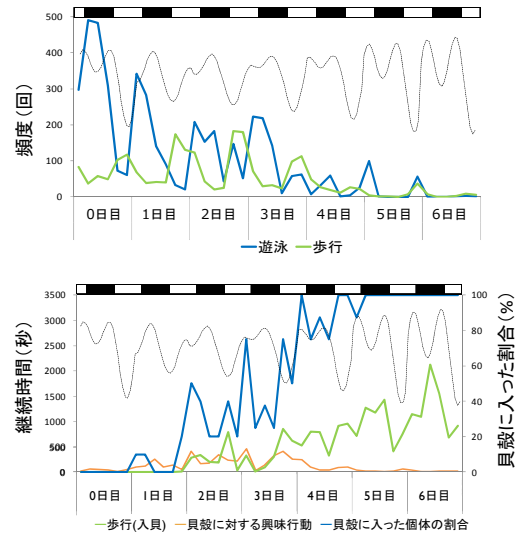 頻度(回)
500
400
300
200
100
0
0日目 1日目 2日目 3日目 4日目 5日目 6日目
遊泳 歩行
継続時間(秒)
貝殻に入った割合(%)
3500 100
3000
80
2500
2000 60
1500 40
1000
20
500
0 0
0日目 1日目 2日目 3日目 4日目 5日目 6日目
歩行(入貝) 貝殻に対する興味行動 貝殻に入った個体の割合